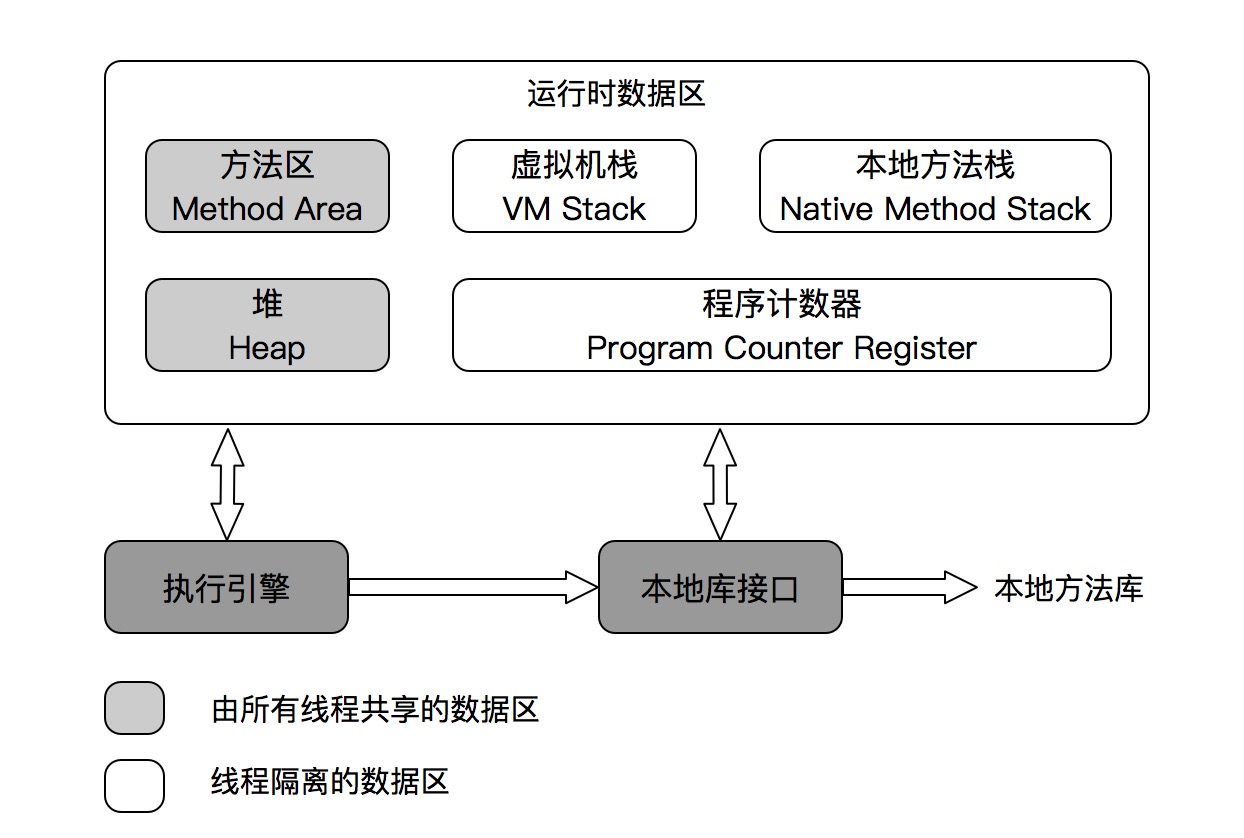 运行时数据区
方法区
Method Area
虚拟机栈
VM Stack
本地方法栈
Native Method Stack
堆
Heap
程序计数器
Program Counter Register
执行引擎
本地库接口
本地方法库
由所有线程共享的数据区
线程隔离的数据区